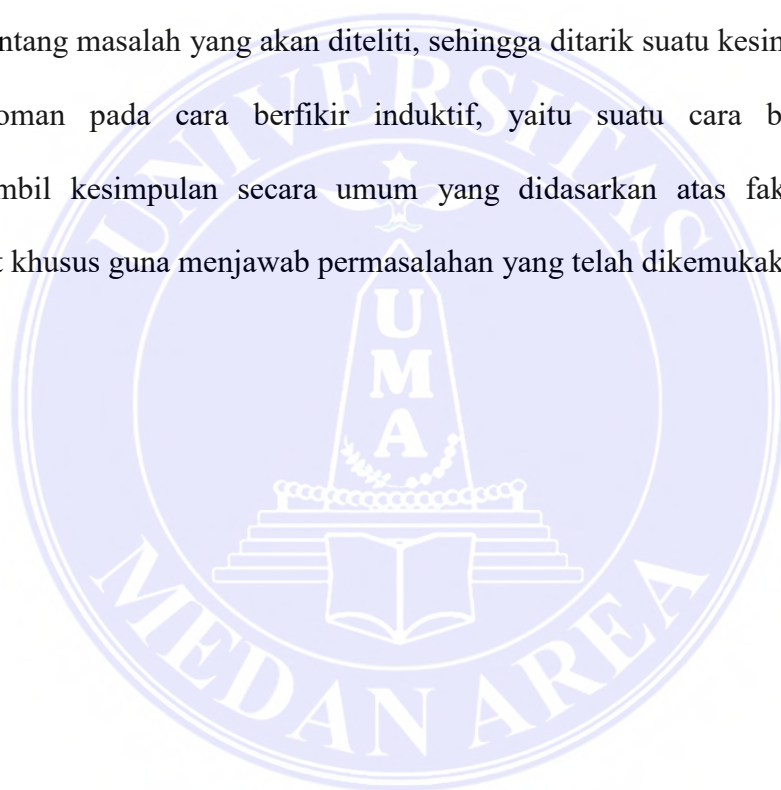 ntang masalah yang akan diteliti, sehingga ditarik suatu kesin
oman pada cara berfikir induktif, yaitu suatu cara b
mbil kesimpulan secara umum yang didasarkan atas fak
t khusus guna menjawab permasalahan yang telah dikemukak
UNIVERSITAS
U
M
A
MEDAN AREA